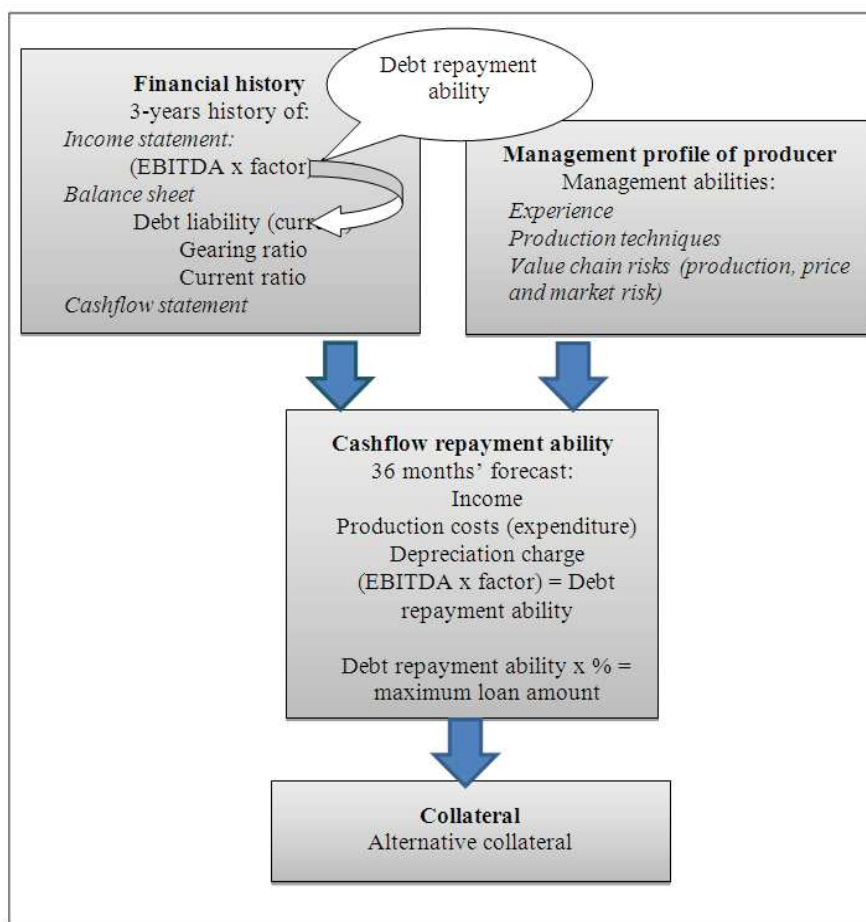 Debt repayment
ability
Financial history
3-years history of:
Income statement:
(EBITDA x factor)
Balance sheet
Debt liability (curr
Gearing ratio
Current ratio
Cashflow statement
Management profile of producer
Management abilities:
Experience
Production techniques
Value chain risks (production, price
and market risk)
Cashflow repayment ability
36 months’ forecast:
Income
Production costs (expenditure)
Depreciation charge
(EBITDA x factor) = Debt
repayment ability
Debt repayment ability x % =
maximum loan amount
Collateral
Alternative collateral